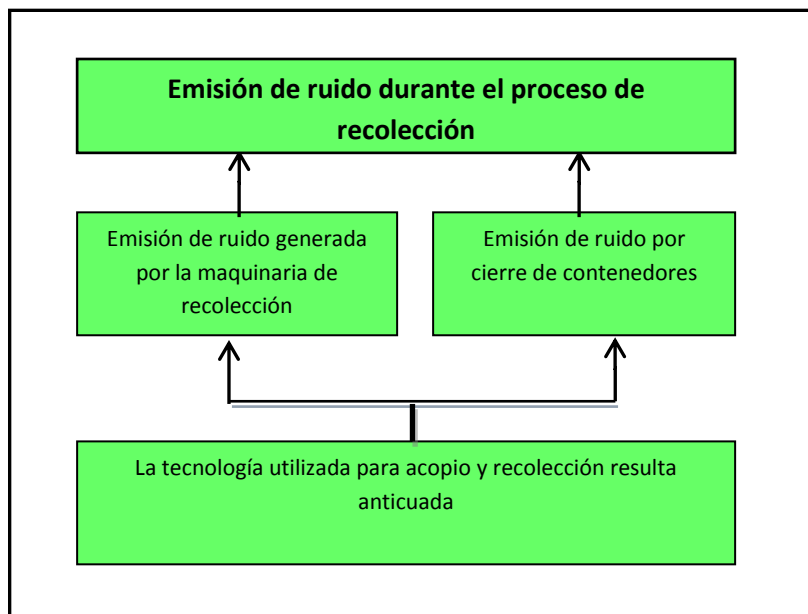 Emisión de ruido durante el proceso de
recolección
Emisión de ruido generada
por la maquinaria de
recolección
Emisión de ruido por
cierre de contenedores
La tecnología utilizada para acopio y recolección resulta
anticuada